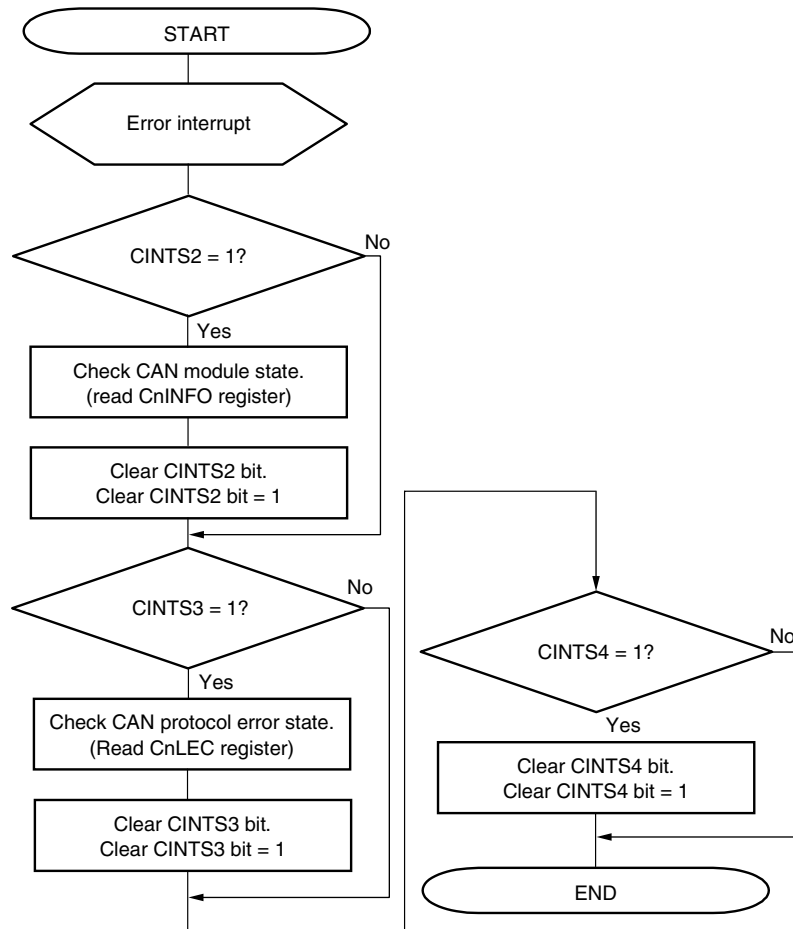 START
Error interrupt
CINTS2 = 1?
No
Yes
Check CAN module state.
(read CnINFO register)
Clear CINTS2 bit.
Clear CINTS2 bit = 1
CINTS3 = 1?
No
Yes
Check CAN protocol error state.
(Read CnLEC register)
Clear CINTS3 bit.
Clear CINTS3 bit = 1
CINTS4 = 1?
No
Yes
Clear CINTS4 bit.
Clear CINTS4 bit = 1
END